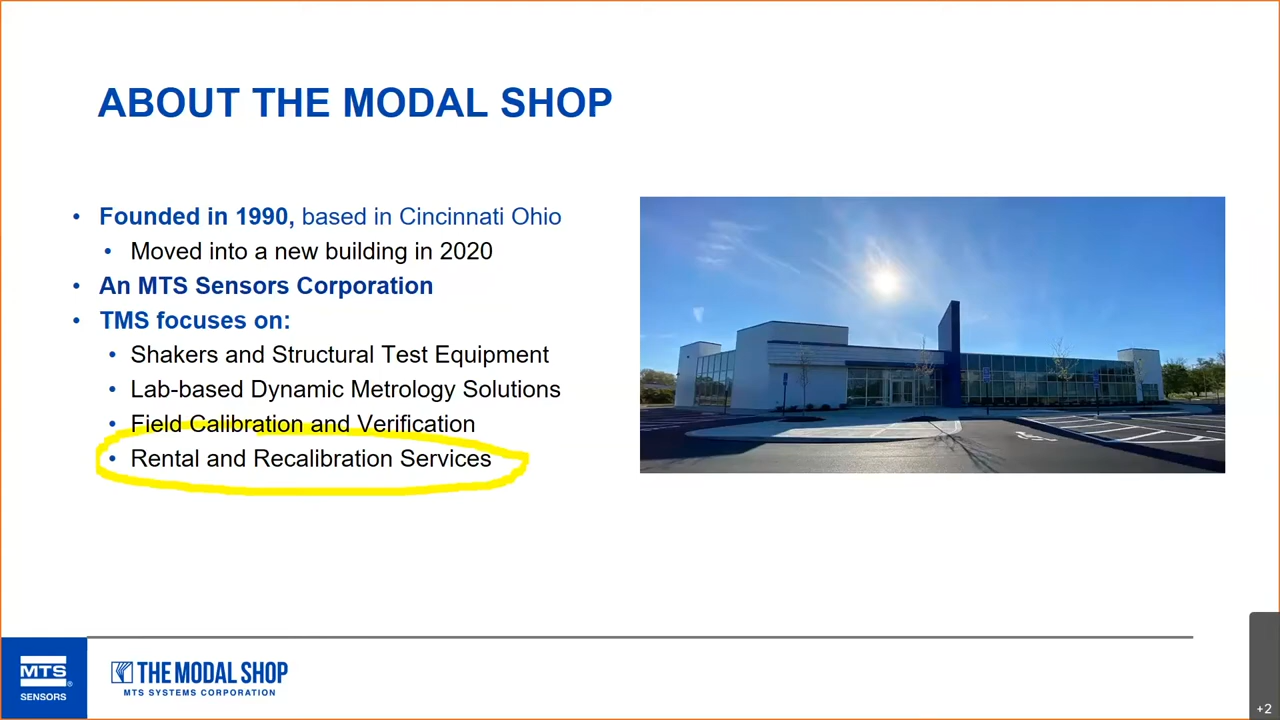 ABOUT THE MODAL SHOP
• Founded in 1990, based in Cincinnati Ohio
• Moved into a new building in 2020
• An MTS Sensors Corporation
• TMS focuses on:
• Shakers and Structural Test Equipment
• Lab-based Dynamic Metrology Solutions
• Field Calibration and Verification
• Rental and Recalibration Services
MTS®
SENSORS
THE MODAL SHOP
MTS SYSTEMS CORPORATION
+2